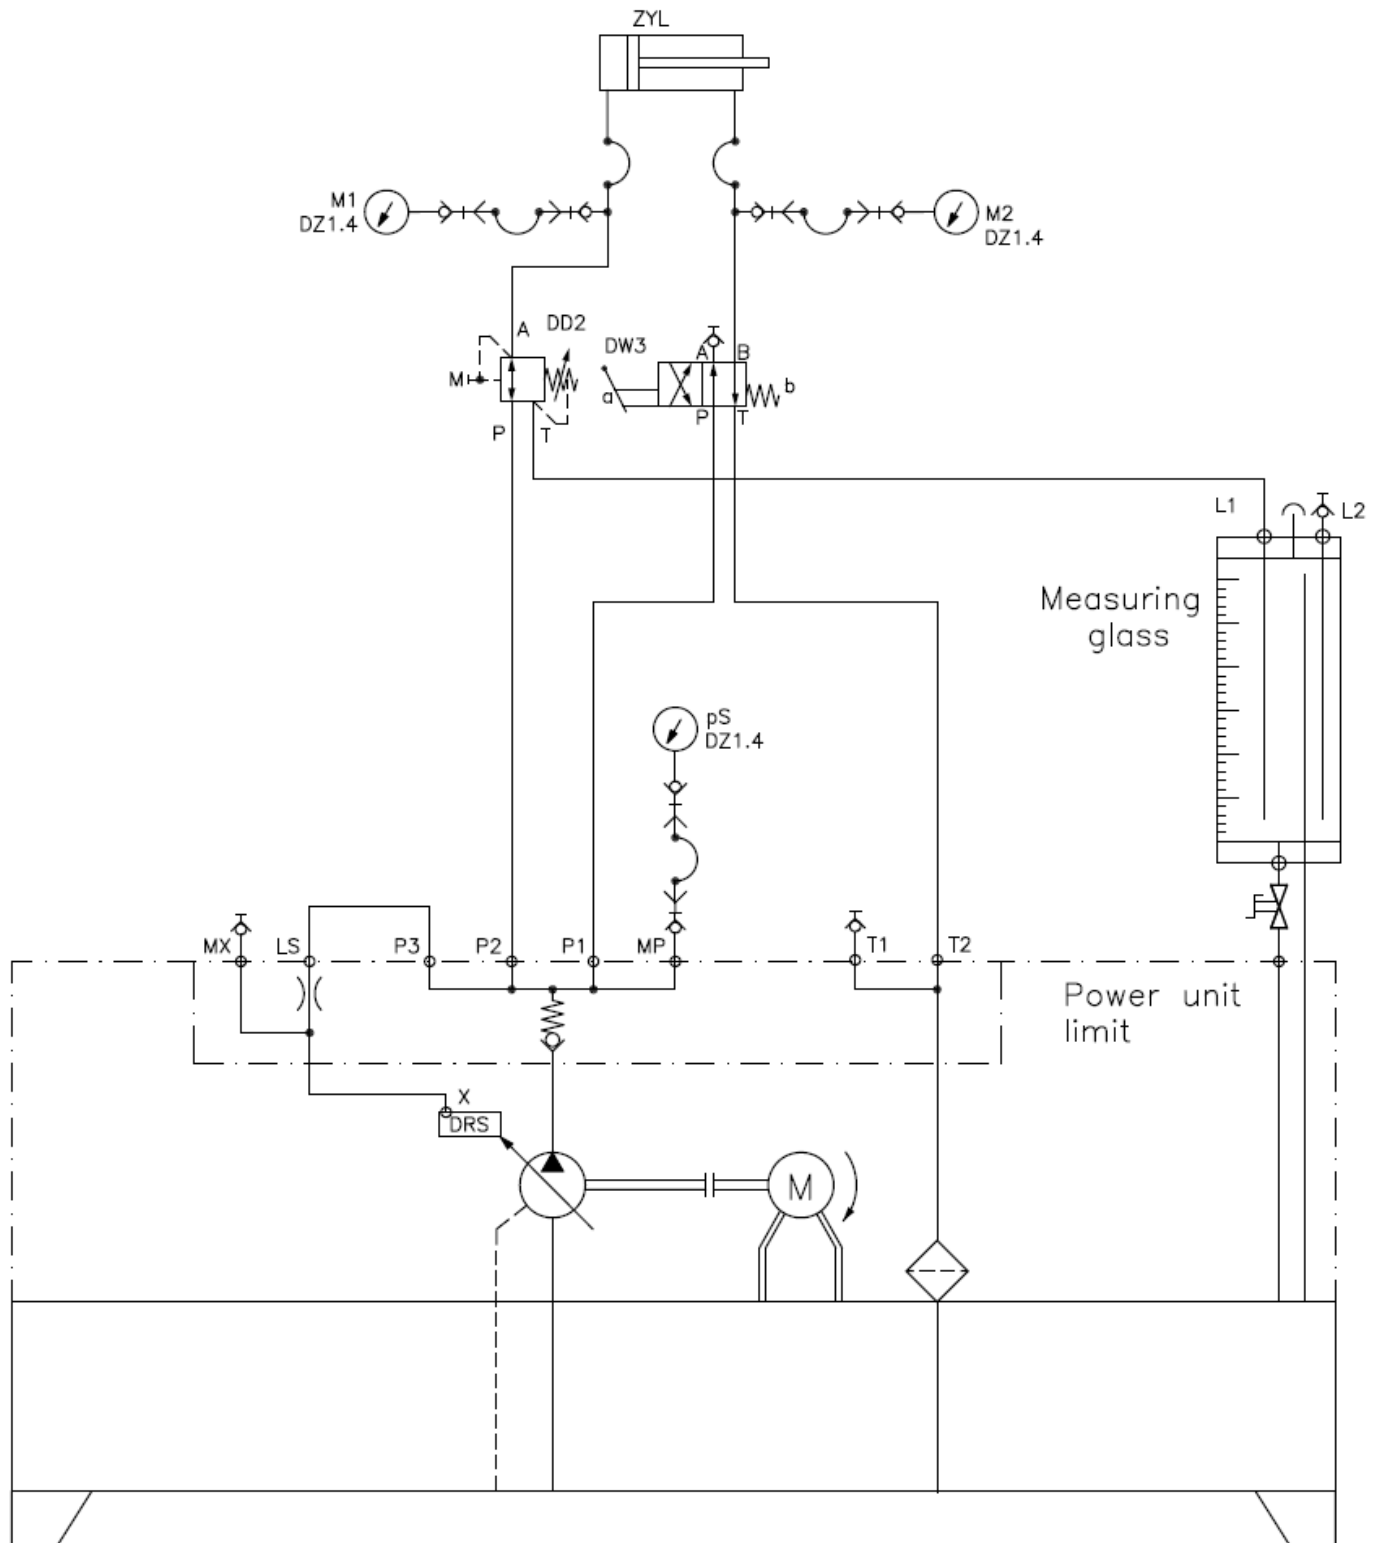 ZYL
M1
DZ1.4
M2
DZ1.4
A
DD2
DW3
A
B
M
a
b
P
T
P
T
L1
L2
Measuring
glass
pS
DZ1.4
MX
LS
P3
P2
P1
MP
T1
T2
Power unit
limit
X
DRS
M